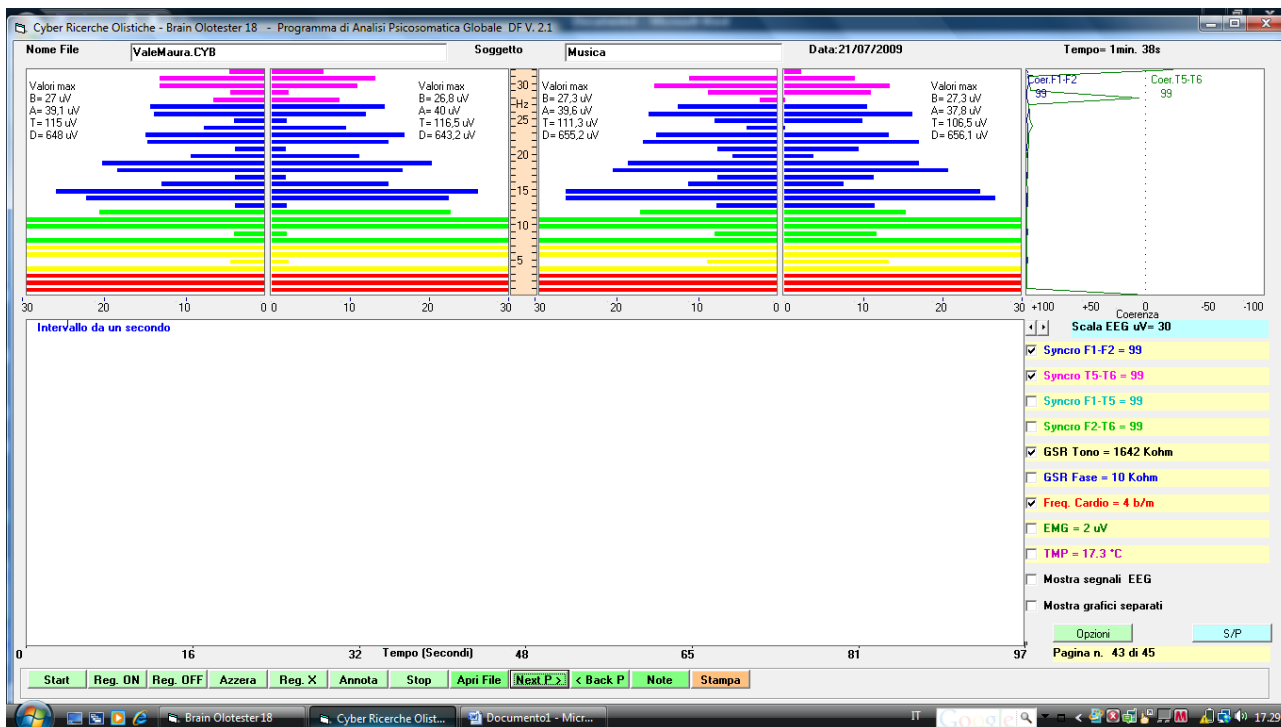 Cyber Ricerche Olistiche - Brain Olotester 18 - Programma di Analisi Psicosomatica Globale DF V. 2.1
Nome File ValeMaura.CYB Soggetto Musica Data:21/07/2009 Tempo= 1min. 38s
Valori max
B= 27 uV
A= 39,1 uV
T= 115 uV
D= 648 uV
Valori max
B= 26,8 uV
A= 40 uV
T= 116,5 uV
D= 643,2 uV
30
Hz
25
20
15
10
5
Valori max
B= 27,3 uV
A= 39,6 uV
T= 111,3 uV
D= 655,2 uV
Valori max
B= 27,3 uV
A= 37,8 uV
T= 106,5 uV
D= 656,1 uV
Coer.F1-F2
99
Coer.T5-T6
99
30 20 10 0 0 10 20 30 30 20 10 0 0 10 20 30 +100 +50 0 -50 -100
Coerenza
Intervallo da un secondo
Scala EEG uV= 30
Syncro F1-F2 = 99
Syncro T5-T6 = 99
Syncro F1-T5 = 99
Syncro F2-T6 = 99
GSR Tono = 1642 Kohm
GSR Fase = 10 Kohm
Freq. Cardio = 4 b/m
EMG = 2 uV
TMP = 17.3 °C
Mostra segnali EEG
Mostra grafici separati
Opzioni S/P
0 16 32 Tempo (Secondi) 48 65 81 97
Pagina n. 43 di 45
Start Reg. ON Reg. OFF Azzera Reg. X Annota Stop Apri File Next P > < Back P Note Stampa
Brain Olotester 18 Cyber Ricerche Olist... Documento1 - Micr... IT Google 17.29